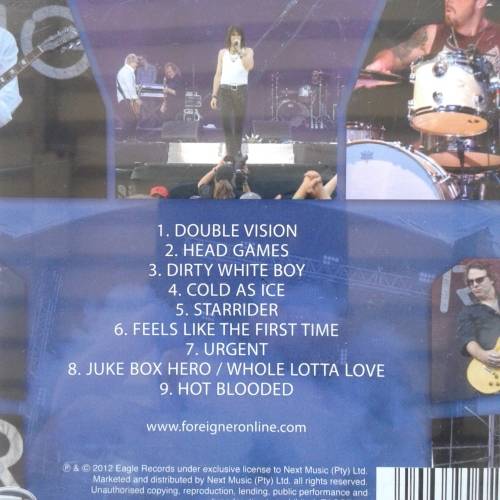 1. DOUBLE VISION
2. HEAD GAMES
3. DIRTY WHITE BOY
4. COLD AS ICE
5. STARRIDER
6. FEELS LIKE THE FIRST TIME
7. URGENT
8. JUKE BOX HERO / WHOLE LOTTA LOVE
9. HOT BLOODED
www.foreigneronline.com
℗ & © 2012 Eagle Records under exclusive license to Next Music (Pty) Ltd.
Marketed and distributed by Next Music (Pty) Ltd. all rights reserved.
Unauthorised copying, reproduction, lending, public performance and